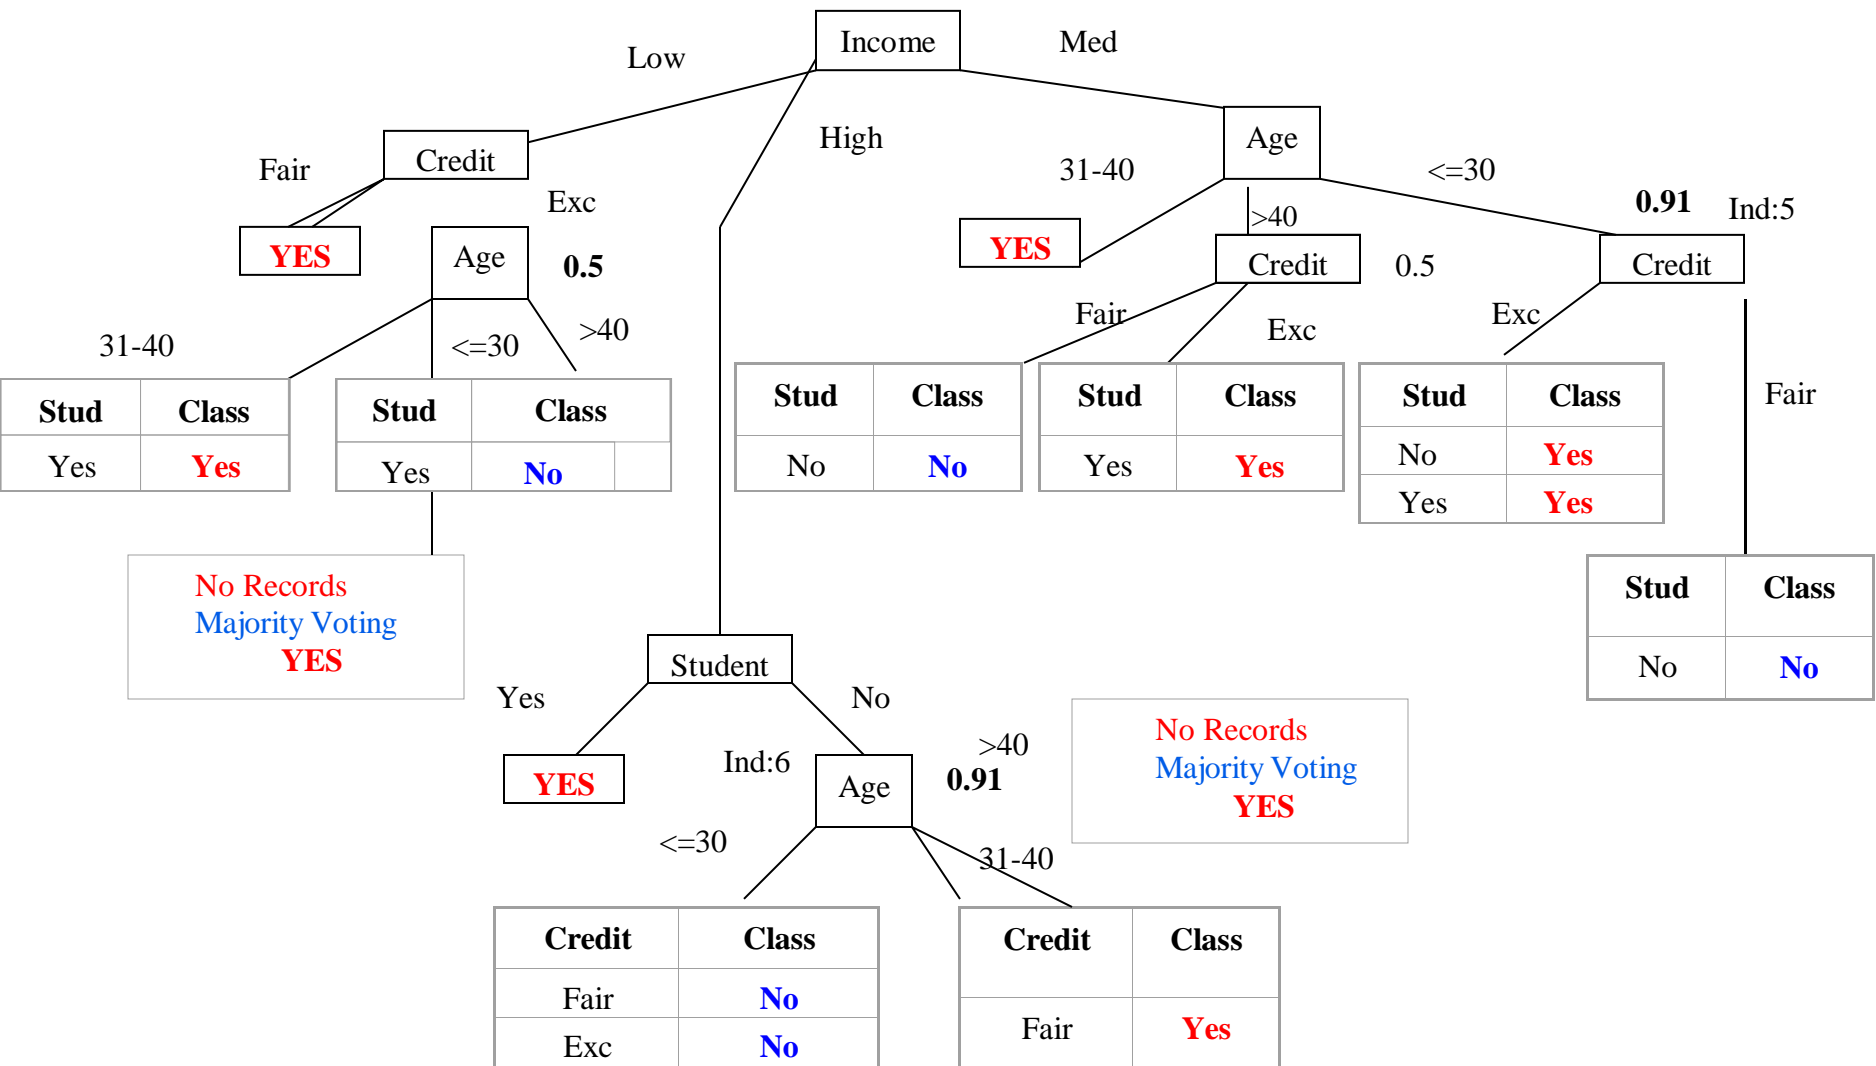 Income
Low
Med
High
Credit
Age
Fair
Exc
31-40
<=30
>40
0.91
Ind:5
YES
Age
0.5
YES
Credit
0.5
Credit
31-40
<=30
>40
Fair
Exc
Exc
Fair
Stud Class
Yes Yes
Stud Class
Yes No
Stud Class
No No
Stud Class
Yes Yes
Stud Class
No Yes
Yes Yes
No Records
Majority Voting
YES
Stud Class
No No
Student
Yes
No
YES
Ind:6
Age
>40
0.91
No Records
Majority Voting
YES
<=30
31-40
Credit Class
Fair No
Exc No
Credit Class
Fair Yes